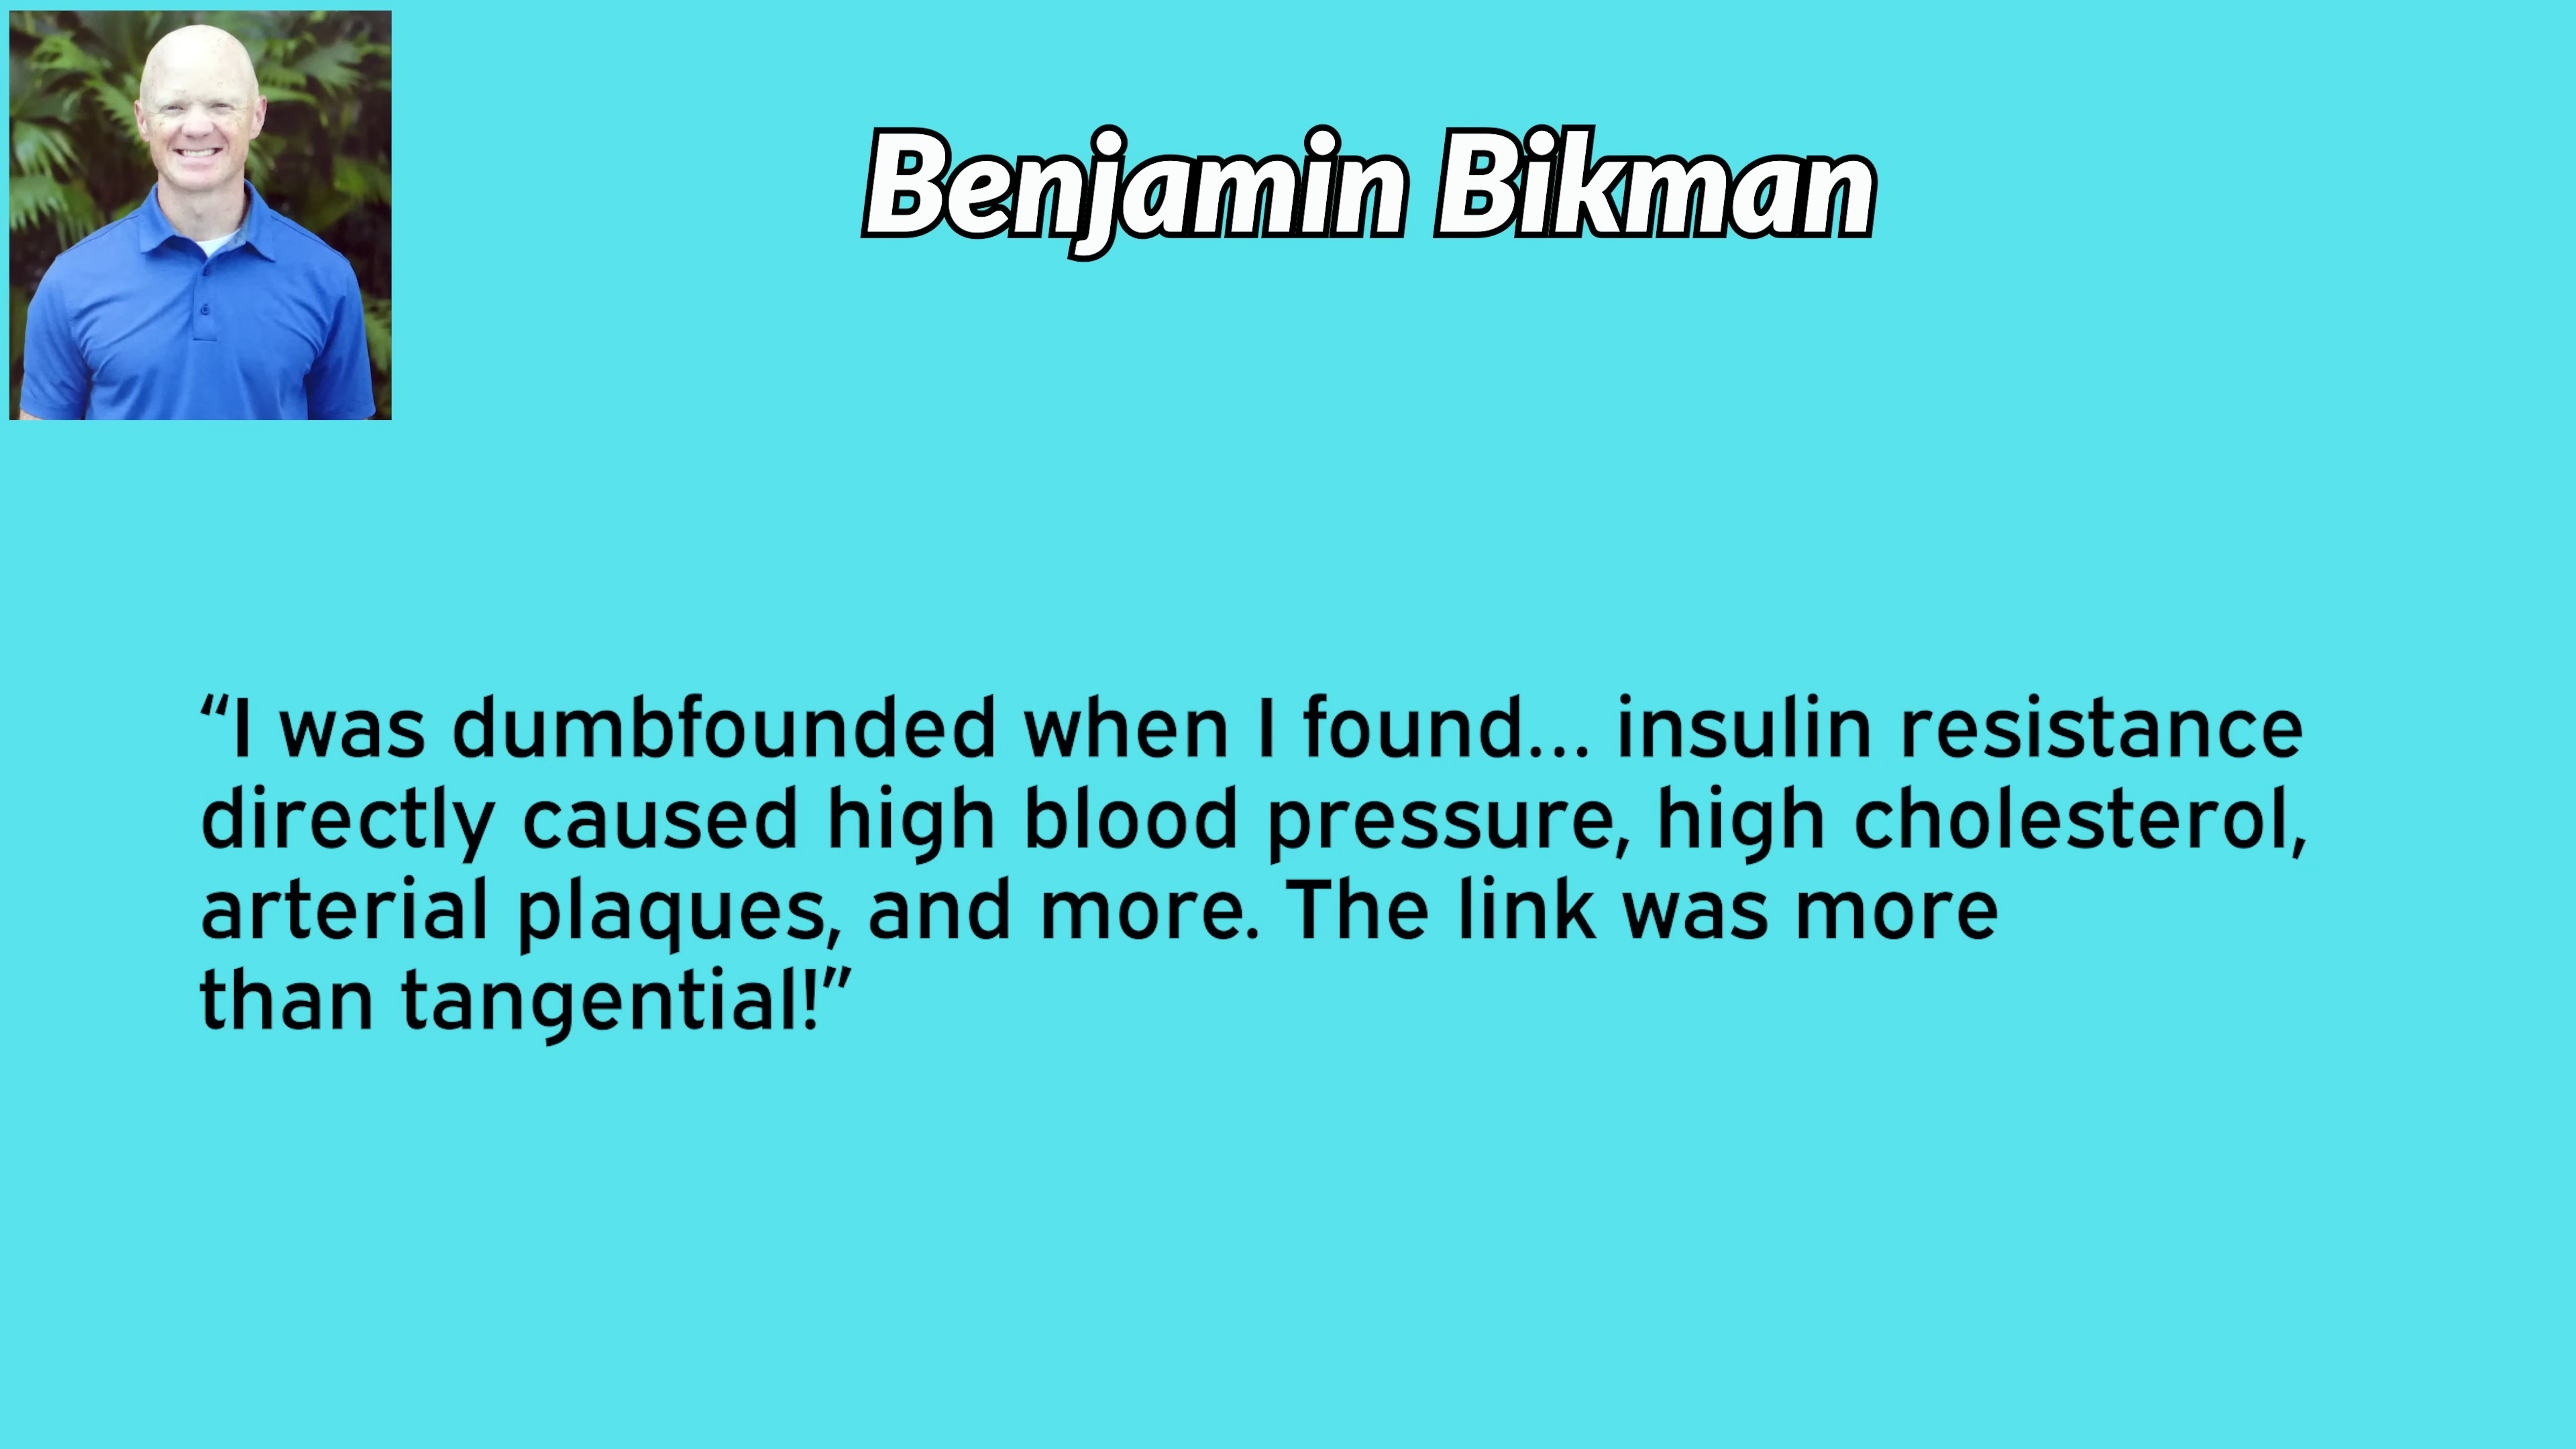 Benjamin Bikman
“I was dumbfounded when I found... insulin resistance
directly caused high blood pressure, high cholesterol,
arterial plaques, and more. The link was more
than tangential!”